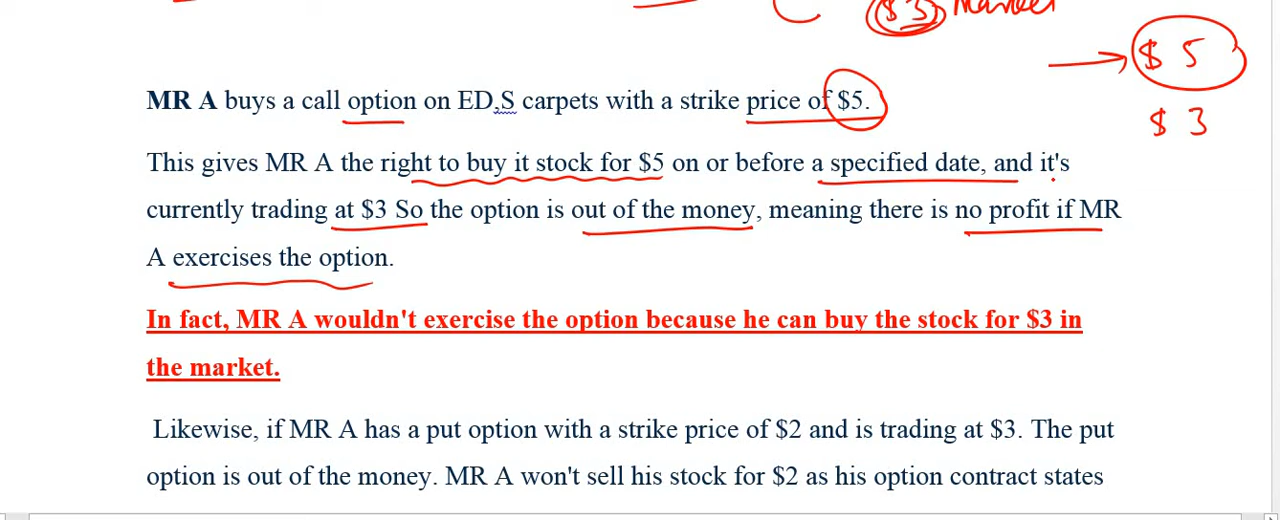 $3 Market
$ 5
$ 3
MR A buys a call option on ED,S carpets with a strike price of $5.
This gives MR A the right to buy it stock for $5 on or before a specified date, and it's
currently trading at $3 So the option is out of the money, meaning there is no profit if MR
A exercises the option.
In fact, MR A wouldn't exercise the option because he can buy the stock for $3 in
the market.
Likewise, if MR A has a put option with a strike price of $2 and is trading at $3. The put
option is out of the money. MR A won't sell his stock for $2 as his option contract states